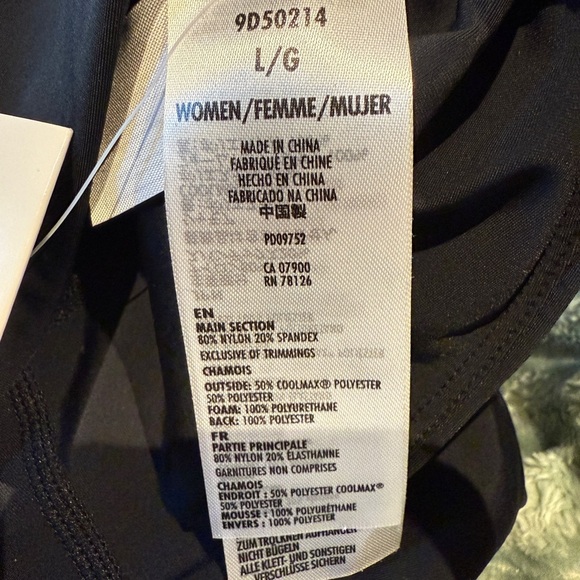 9D50214
L/G
WOMEN/FEMME/MUJER
MADE IN CHINA
FABRIQUÉ EN CHINE
HECHO EN CHINA
FABRICADO NA CHINA
中国製
PD09752
CA 07900
RN 78126
EN
MAIN SECTION
80% NYLON 20% SPANDEX
EXCLUSIVE OF TRIMMINGS
CHAMOIS
OUTSIDE: 50% COOLMAX® POLYESTER
50% POLYESTER
FOAM: 100% POLYURETHANE
BACK: 100% POLYESTER
FR
PARTIE PRINCIPALE
80% NYLON 20% ÉLASTHANNE
GARNITURES NON COMPRISES
CHAMOIS
ENDROIT : 50% POLYESTER COOLMAX®
50% POLYESTER
MOUSSE : 100% POLYURÉTHANE
ENVERS : 100% POLYESTER
ZUM TROCKNEN AUFHÄNGEN
NICHT BÜGELN
ALLE KLETT- UND SONSTIGEN
VERSCHLÜSSE SCHLIESSEN